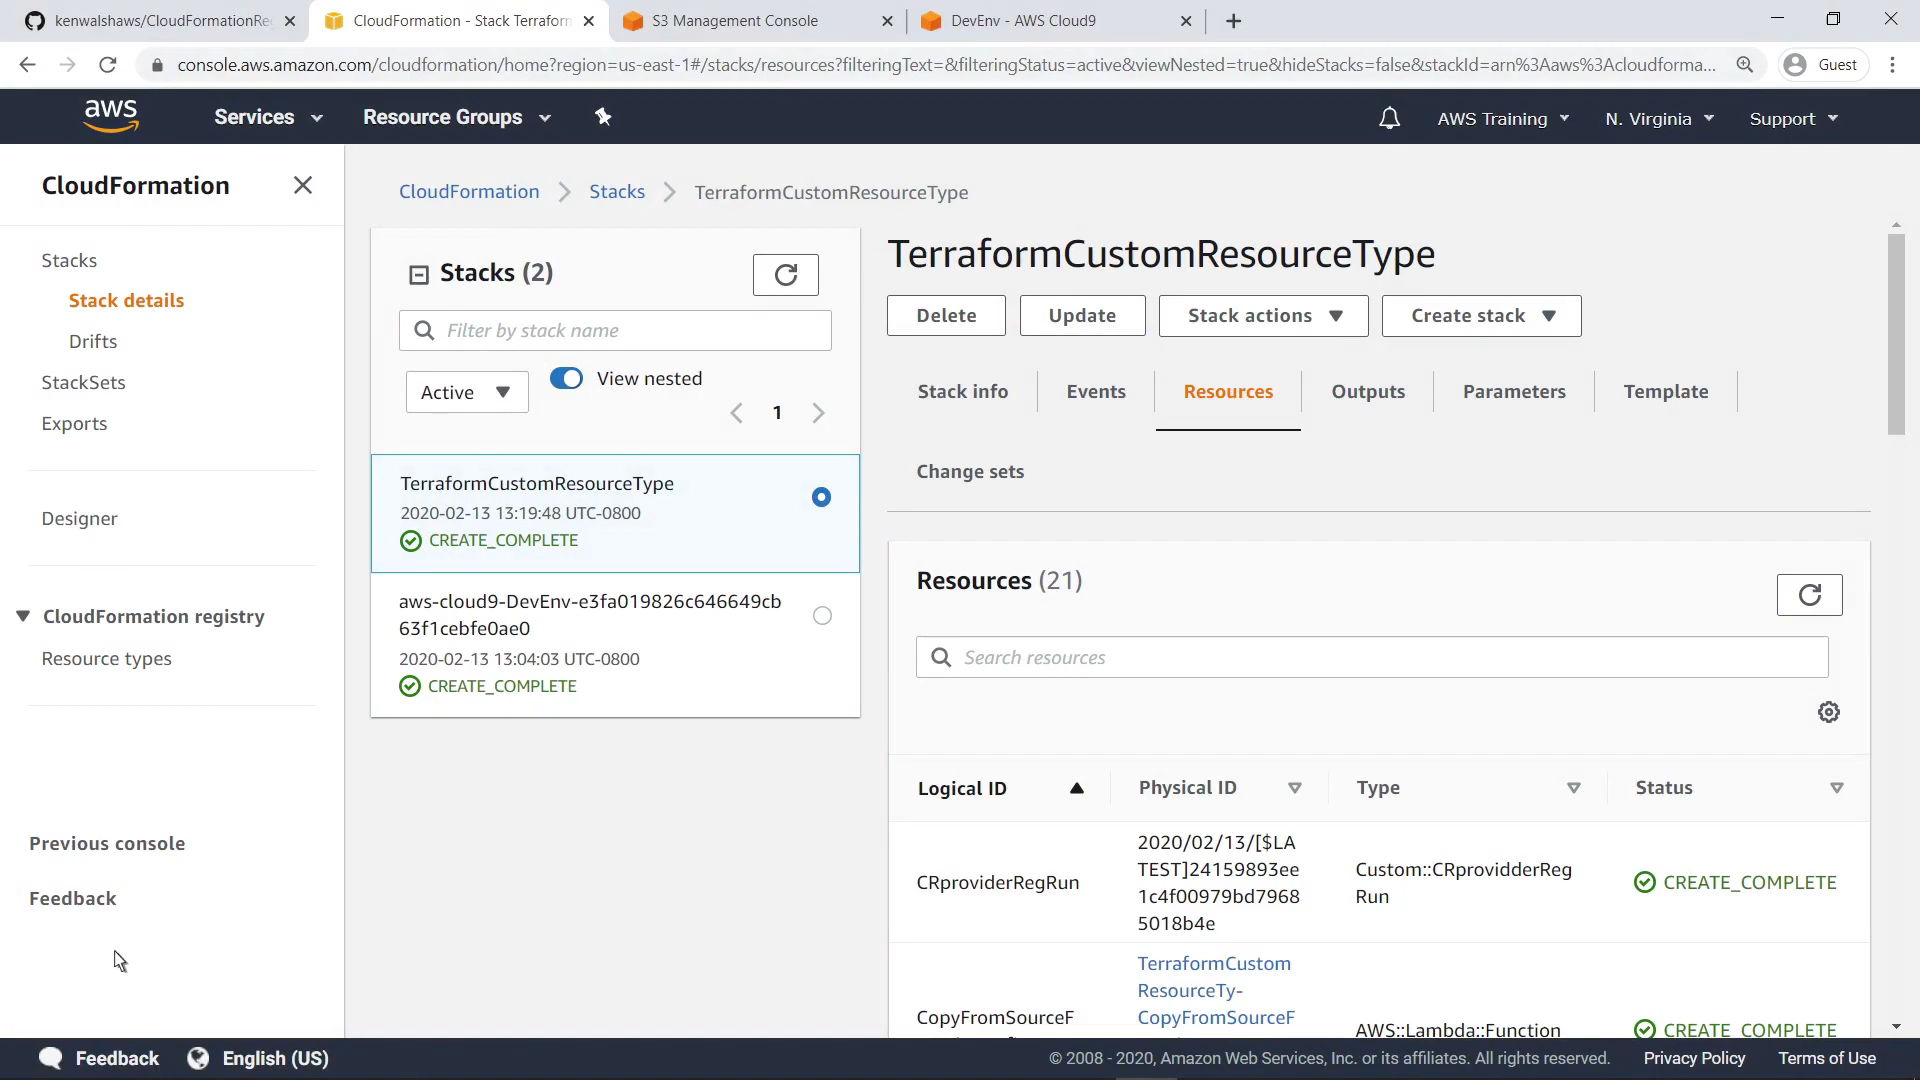 kenwalshaws/CloudFormationRe
CloudFormation - Stack Terraform
S3 Management Console
DevEnv - AWS Cloud9
console.aws.amazon.com/cloudformation/home?region=us-east-1#/stacks/resources?filteringText=&filteringStatus=active&viewNested=true&hideStacks=false&stackId=arn%3Aaws%3Acloudforma...
Guest
aws
Services
Resource Groups
AWS Training
N. Virginia
Support
CloudFormation
Stacks
Stack details
Drifts
StackSets
Exports
Designer
CloudFormation registry
Resource types
Previous console
Feedback
CloudFormation
Stacks
TerraformCustomResourceType
Stacks (2)
Filter by stack name
Active
View nested
1
TerraformCustomResourceType
2020-02-13 13:19:48 UTC-0800
CREATE_COMPLETE
aws-cloud9-DevEnv-e3fa019826c646649cb
63f1cebfe0ae0
2020-02-13 13:04:03 UTC-0800
CREATE_COMPLETE
TerraformCustomResourceType
Delete
Update
Stack actions
Create stack
Stack info
Events
Resources
Outputs
Parameters
Template
Change sets
Resources (21)
Search resources
Logical ID
Physical ID
Type
Status
CRproviderRegRun
2020/02/13/[$LA
TEST]24159893ee
1c4f00979bd7968
5018b4e
Custom::CRprovidderReg
Run
CREATE_COMPLETE
CopyFromSourceF
TerraformCustom
ResourceTy-
CopyFromSourceF
AWS::Lambda::Function
CREATE_COMPLETE
Feedback
English (US)
© 2008 - 2020, Amazon Web Services, Inc. or its affiliates. All rights reserved.
Privacy Policy
Terms of Use